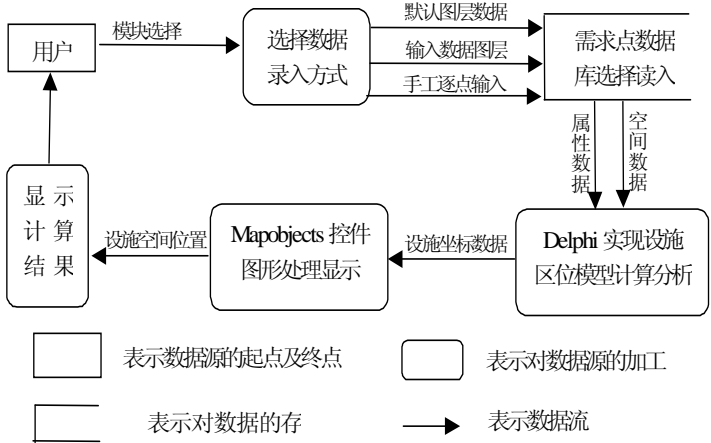 用户
模块选择
选择数据
录入方式
默认图层数据
输入数据图层
手工逐点输入
需求点数据
库选择读入
属性数据
空间数据
显示
计算
结果
设施空间位置
Mapobjects 控件
图形处理显示
设施坐标数据
Delphi 实现设施
区位模型计算分析
表示数据源的起点及终点
表示对数据源的加工
表示对数据的存
表示数据流